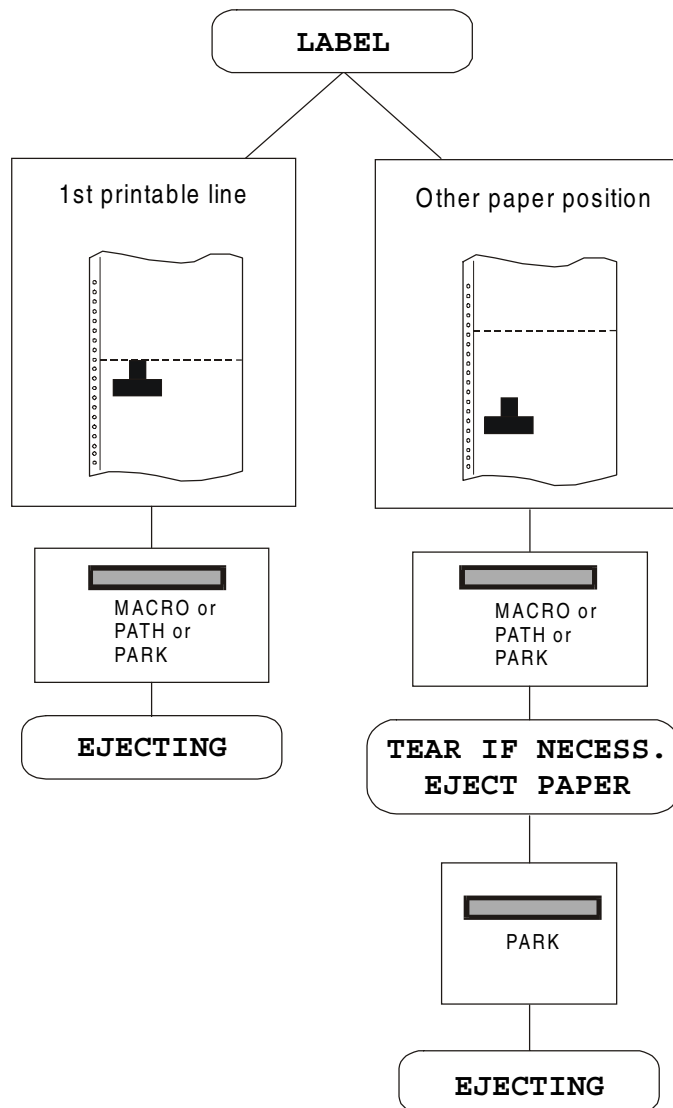 LABEL
1st printable line
Other paper position
MACRO or
PATH or
PARK
MACRO or
PATH or
PARK
EJECTING
TEAR IF NECESS.
EJECT PAPER
PARK
EJECTING